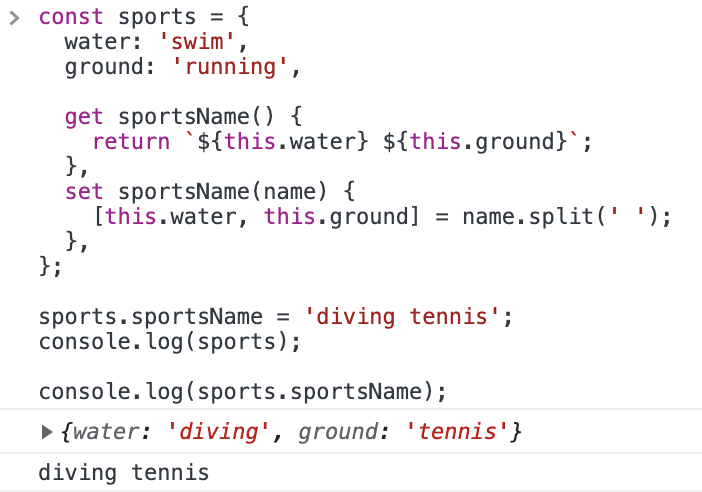 const sports = {
  water: 'swim',
  ground: 'running',

  get sportsName() {
    return `${this.water} ${this.ground}`;
  },
  set sportsName(name) {
    [this.water, this.ground] = name.split(' ');
  },
};

sports.sportsName = 'diving tennis';
console.log(sports);

console.log(sports.sportsName);
{water: 'diving', ground: 'tennis'}
diving tennis